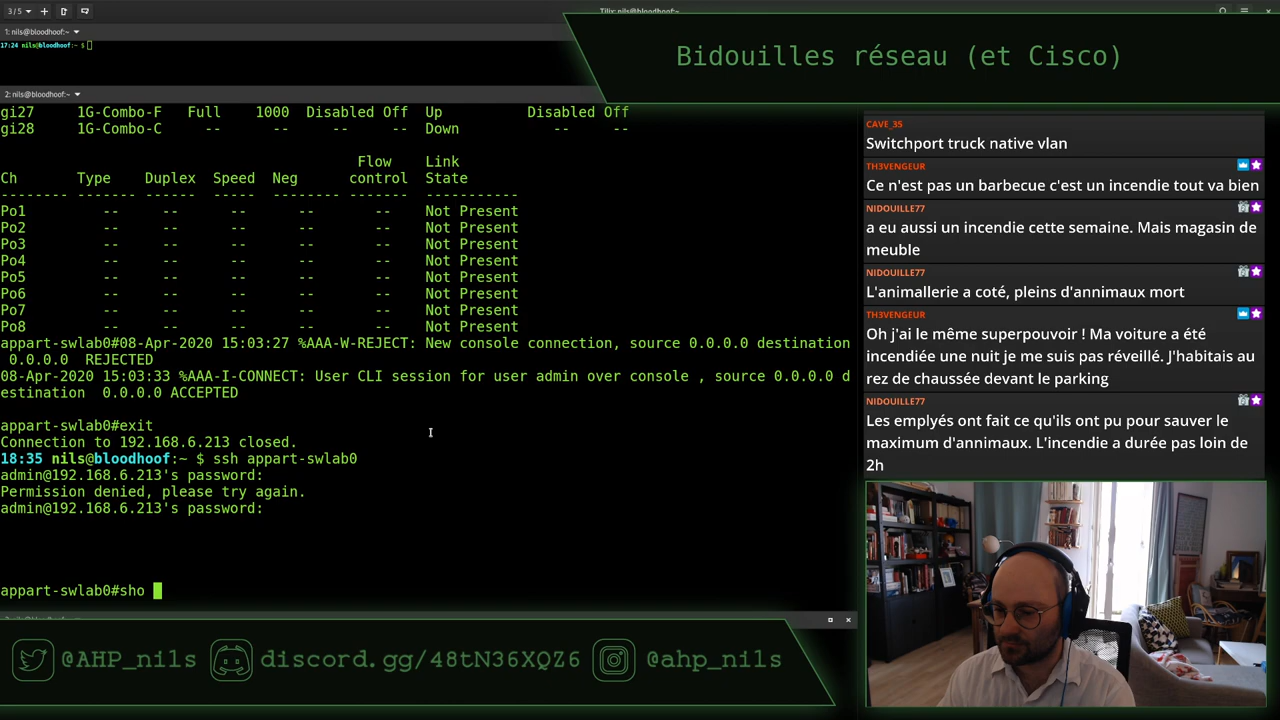 3 / 5
Tilix: nils@bloodhoof:~
1: nils@bloodhoof:~
17:24 nils@bloodhoof:~ $
Bidouilles réseau (et Cisco)
2: nils@bloodhoof:~
gi27 1G-Combo-F Full 1000 Disabled Off Up Disabled Off
gi28 1G-Combo-C -- -- -- -- Down -- --
Flow Link
Ch Type Duplex Speed Neg control State
-------- ------- ------ ----- ------- ------- -----------
Po1 -- -- -- -- -- Not Present
Po2 -- -- -- -- -- Not Present
Po3 -- -- -- -- -- Not Present
Po4 -- -- -- -- -- Not Present
Po5 -- -- -- -- -- Not Present
Po6 -- -- -- -- -- Not Present
Po7 -- -- -- -- -- Not Present
Po8 -- -- -- -- -- Not Present
appart-swlab0#08-Apr-2020 15:03:27 %AAA-W-REJECT: New console connection, source 0.0.0.0 destination
0.0.0.0 REJECTED
08-Apr-2020 15:03:33 %AAA-I-CONNECT: User CLI session for user admin over console , source 0.0.0.0 d
estination 0.0.0.0 ACCEPTED
appart-swlab0#exit
Connection to 192.168.6.213 closed.
18:35 nils@bloodhoof:~ $ ssh appart-swlab0
admin@192.168.6.213's password:
Permission denied, please try again.
admin@192.168.6.213's password:
appart-swlab0#sho
CAVE_35
Switchport truck native vlan
TH3VENGEUR
Ce n'est pas un barbecue c'est un incendie tout va bien
NIDOUILLE77
a eu aussi un incendie cette semaine. Mais magasin de
meuble
NIDOUILLE77
L'animallerie a coté, pleins d'annimaux mort
TH3VENGEUR
Oh j'ai le même superpouvoir ! Ma voiture a été
incendiée une nuit je me suis pas réveillé. J'habitais au
rez de chaussée devant le parking
NIDOUILLE77
Les emplyés ont fait ce qu'ils ont pu pour sauver le
maximum d'annimaux. L'incendie a durée pas loin de
2h
@AHP_nils
discord.gg/48tN36XQZ6
@ahp_nils